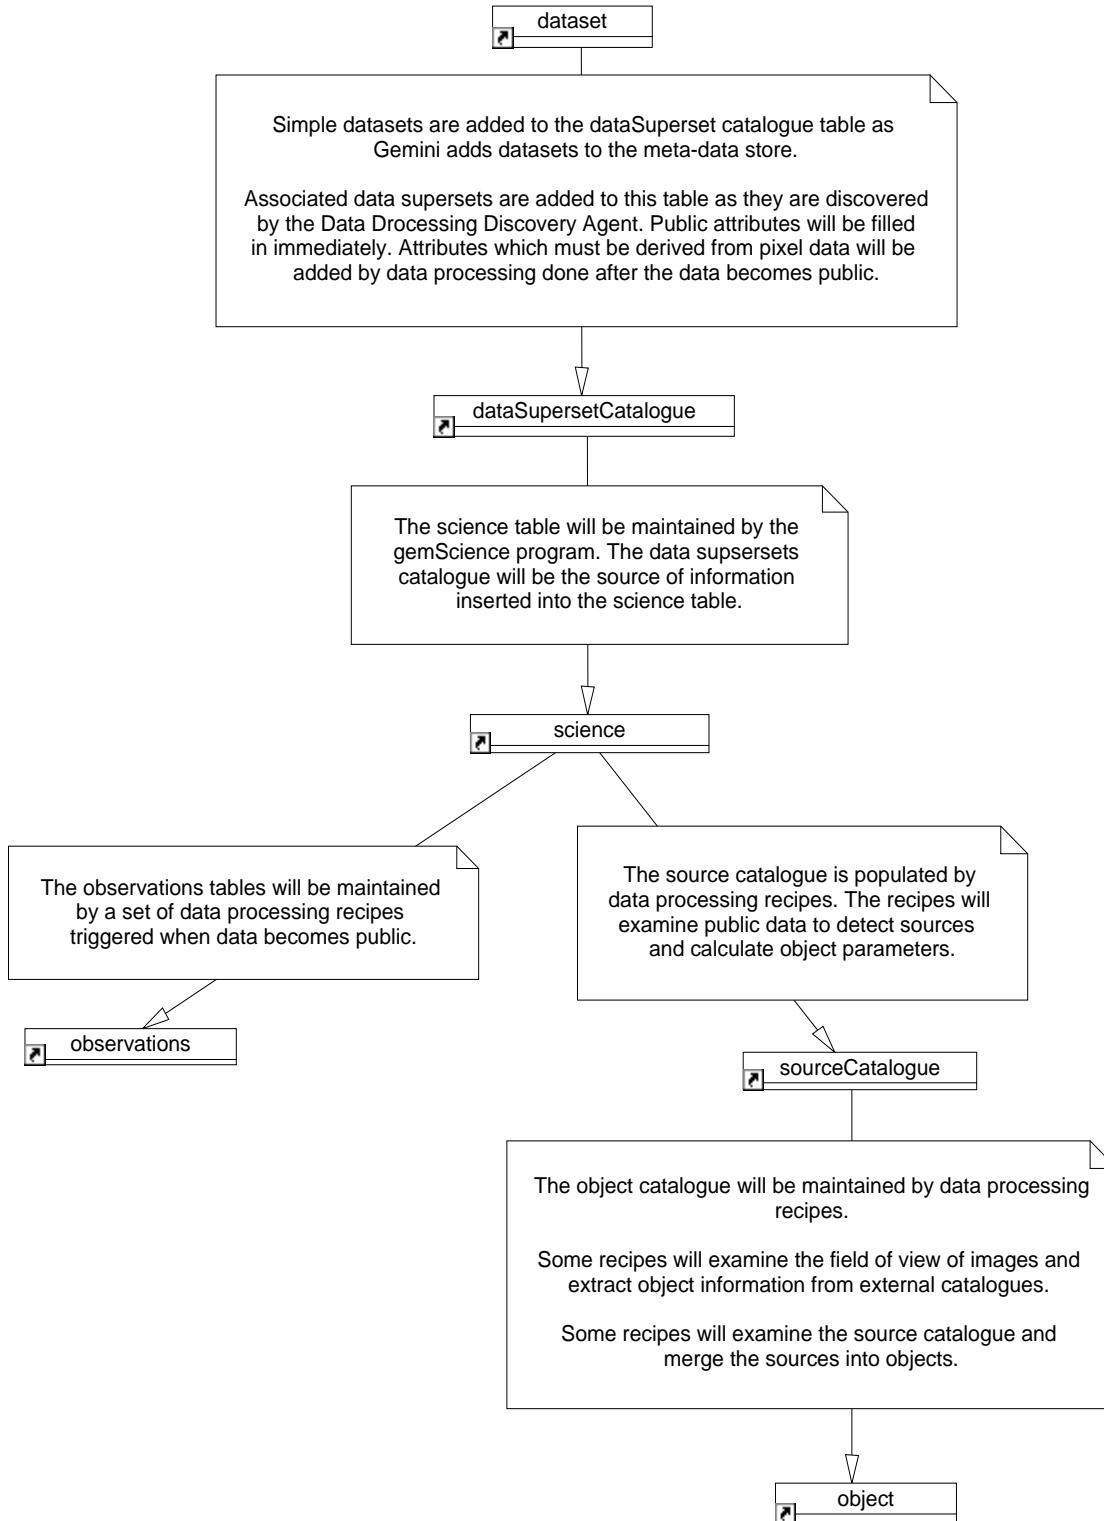 dataset
Simple datasets are added to the dataSuperset catalogue table as
Gemini adds datasets to the meta-data store.
Associated data supersets are added to this table as they are discovered
by the Data Drocessing Discovery Agent. Public attributes will be filled
in immediately. Attributes which must be derived from pixel data will be
added by data processing done after the data becomes public.
dataSupersetCatalogue
The science table will be maintained by the
gemScience program. The data supsersets
catalogue will be the source of information
inserted into the science table.
science
The observations tables will be maintained
by a set of data processing recipes
triggered when data becomes public.
observations
The source catalogue is populated by
data processing recipes. The recipes will
examine public data to detect sources
and calculate object parameters.
sourceCatalogue
The object catalogue will be maintained by data processing
recipes.
Some recipes will examine the field of view of images and
extract object information from external catalogues.
Some recipes will examine the source catalogue and
merge the sources into objects.
object